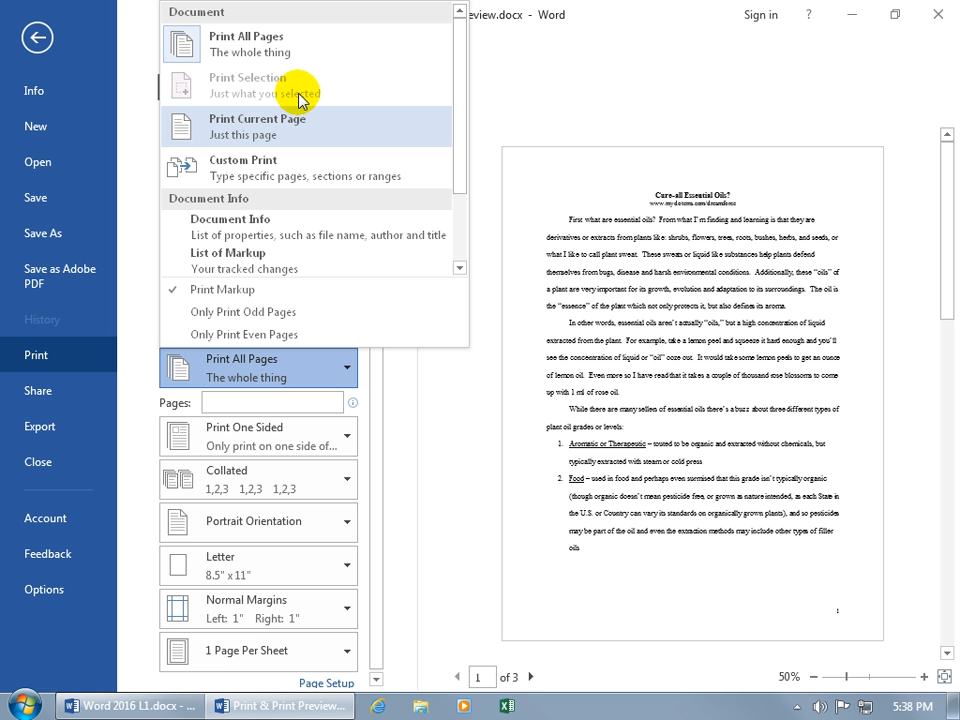 eview.docx - Word
Sign in
?
Info
New
Open
Save
Save As
Save as Adobe
PDF
History
Print
Share
Export
Close
Account
Feedback
Options
Document
Print All Pages
The whole thing
Print Selection
Just what you selected
Print Current Page
Just this page
Custom Print
Type specific pages, sections or ranges
Document Info
Document Info
List of properties, such as file name, author and title
List of Markup
Your tracked changes
Print Markup
Only Print Odd Pages
Only Print Even Pages
Print All Pages
The whole thing
Pages:
Print One Sided
Only print on one side of...
Collated
1,2,3 1,2,3 1,2,3
Portrait Orientation
Letter
8.5" x 11"
Normal Margins
Left: 1" Right: 1"
1 Page Per Sheet
Page Setup
Cure-all Essential Oils?
First what are essential oils? From what I'm finding and learning is that they are
derivatives or extracts from plants like: shrubs, flowers, trees, roots, bushes, herbs, and seeds, or
what I like to call plant sweat. These sweats or liquid like substances help plants defend
themselves from bugs, disease and harsh environmental conditions. Additionally, these "oils" of
a plant are very important for its growth, evolution and adaptation to its surroundings. The oil is
the "essence" of the plant which not only protects it, but also defines its aroma.
In other words, essential oils aren't actually "oils," but a high concentration of liquid
extracted from the plant. For example, take a lemon peel and squeeze it hard enough and you'll
see the concentration of liquid or "oil" ooze out. It would take some lemon peels to get an ounce
of lemon oil. Even more so I have read that it takes a couple of thousand rose blossoms to come
up with 1 ml of rose oil.
While there are many sellers of essential oils there's a buzz about three different types of
plant oil grades or levels:
1. Aromatic or Therapeutic – touted to be organic and extracted without chemicals, but
typically extracted with steam or cold press
2. Food – used in food and perhaps even surmised that this grade isn't typically organic
(though organic doesn't mean pesticide free, or grown as nature intended, as each State in
the U.S. or Country can vary its standards on organically grown plants), and so pesticides
may be part of the oil and even the extraction methods may include other types of filler
oils
1
1 of 3
50%
Word 2016 L1.docx - ...
Print & Print Preview...
5:38 PM